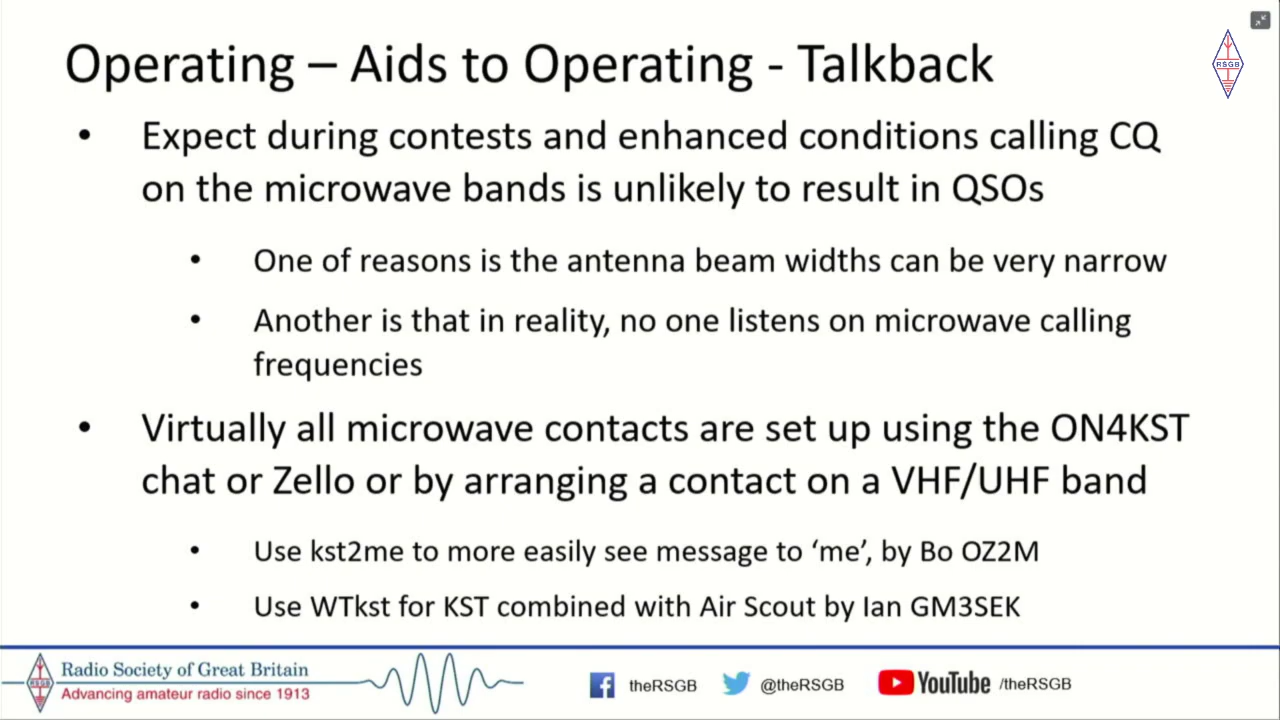 Operating – Aids to Operating - Talkback
RSGB
• Expect during contests and enhanced conditions calling CQ
on the microwave bands is unlikely to result in QSOs
• One of reasons is the antenna beam widths can be very narrow
• Another is that in reality, no one listens on microwave calling
frequencies
• Virtually all microwave contacts are set up using the ON4KST
chat or Zello or by arranging a contact on a VHF/UHF band
• Use kst2me to more easily see message to ‘me’, by Bo OZ2M
• Use WTkst for KST combined with Air Scout by Ian GM3SEK
RSGB
Radio Society of Great Britain
Advancing amateur radio since 1913
theRSGB
@theRSGB
YouTube /theRSGB